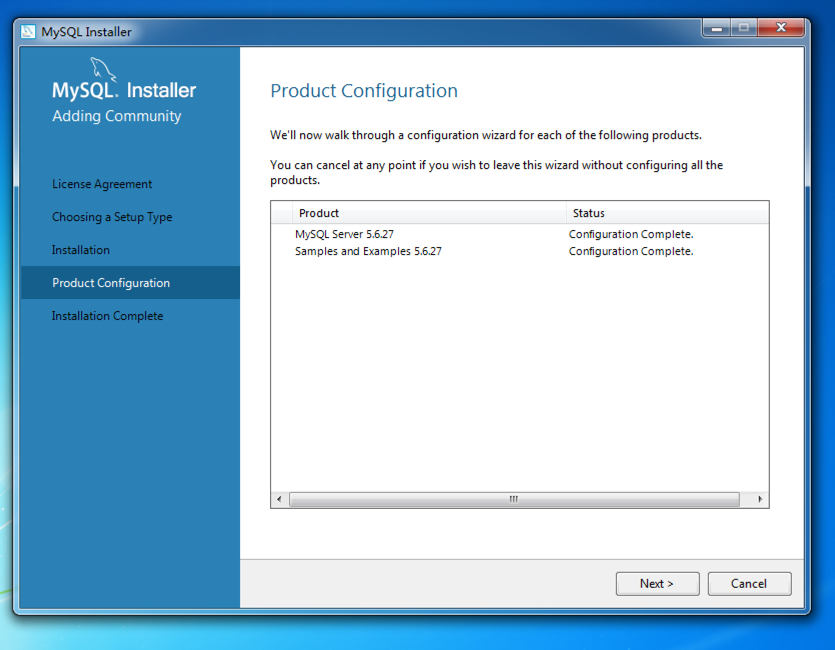 MySQL Installer
MySQL. Installer
Adding Community
License Agreement
Choosing a Setup Type
Installation
Product Configuration
Installation Complete
Product Configuration
We'll now walk through a configuration wizard for each of the following products.
You can cancel at any point if you wish to leave this wizard without configuring all the
products.
Product Status
MySQL Server 5.6.27 Configuration Complete.
Samples and Examples 5.6.27 Configuration Complete.
Next > Cancel